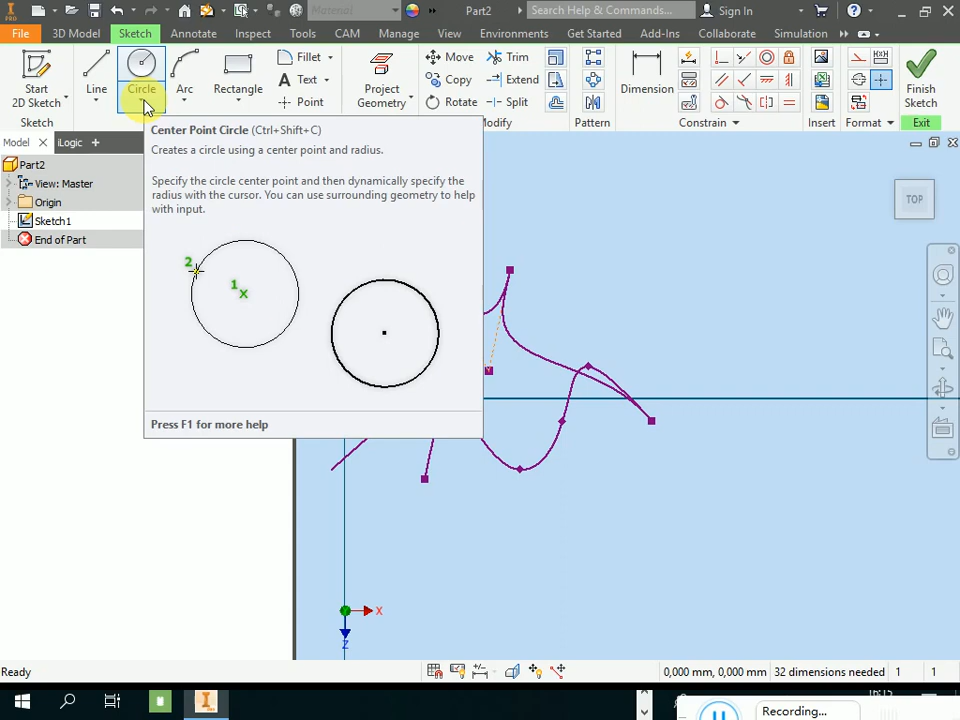 PRO
Material
Part2
Search Help & Commands...
Sign In
File
3D Model
Sketch
Annotate
Inspect
Tools
CAM
Manage
View
Environments
Get Started
Add-Ins
Collaborate
Simulation
Start
2D Sketch
Line
Circle
Arc
Rectangle
Fillet
Text
Point
Project
Geometry
Move
Copy
Rotate
Trim
Extend
Split
Dimension
Finish
Sketch
Sketch
Modify
Pattern
Constrain
Insert
Format
Exit
Model
iLogic
Part2
View: Master
Origin
Sketch1
End of Part
Center Point Circle (Ctrl+Shift+C)
Creates a circle using a center point and radius.
Specify the circle center point and then dynamically specify the
radius with the cursor. You can use surrounding geometry to help
with input.
2
1
Press F1 for more help
TOP
X
Z
Ready
0,000 mm, 0,000 mm
32 dimensions needed
1
1
16:15
Recording...